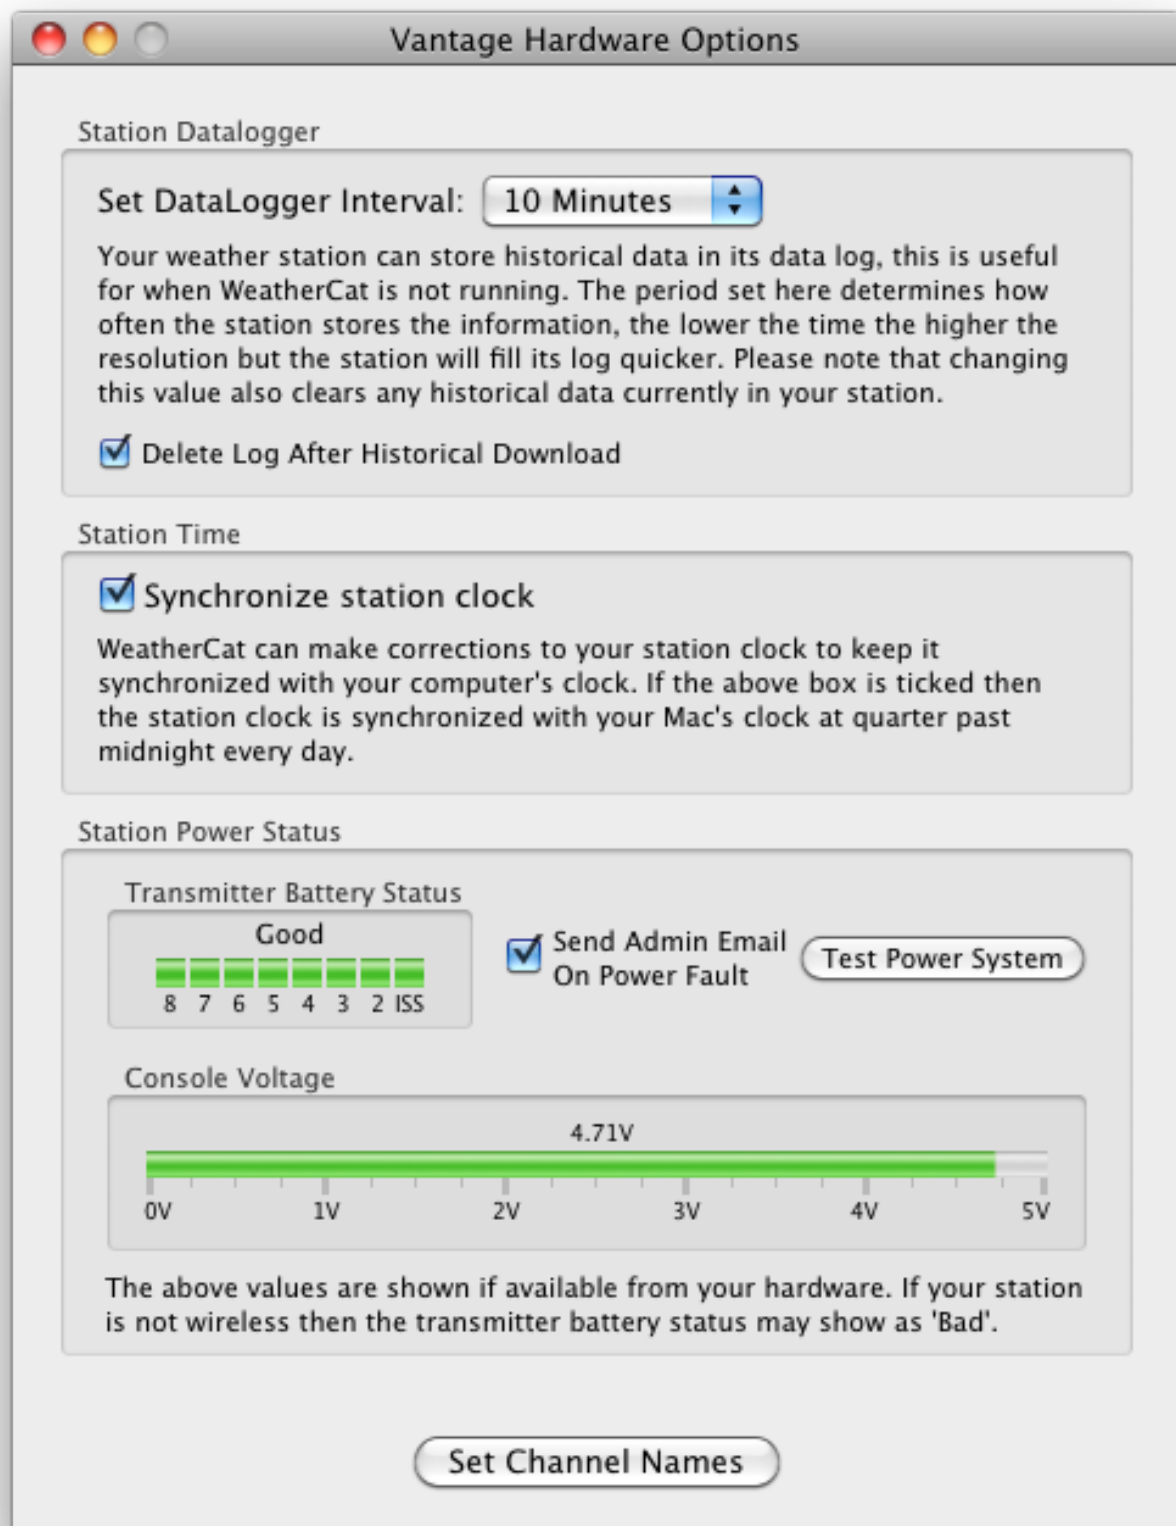 Vantage Hardware Options
Station Datalogger
Set DataLogger Interval: 10 Minutes
Your weather station can store historical data in its data log, this is useful
for when WeatherCat is not running. The period set here determines how
often the station stores the information, the lower the time the higher the
resolution but the station will fill its log quicker. Please note that changing
this value also clears any historical data currently in your station.
Delete Log After Historical Download
Station Time
Synchronize station clock
WeatherCat can make corrections to your station clock to keep it
synchronized with your computer's clock. If the above box is ticked then
the station clock is synchronized with your Mac's clock at quarter past
midnight every day.
Station Power Status
Transmitter Battery Status
Good
8 7 6 5 4 3 2 ISS
Send Admin Email
On Power Fault
Test Power System
Console Voltage
4.71V
0V 1V 2V 3V 4V 5V
The above values are shown if available from your hardware. If your station
is not wireless then the transmitter battery status may show as 'Bad'.
Set Channel Names